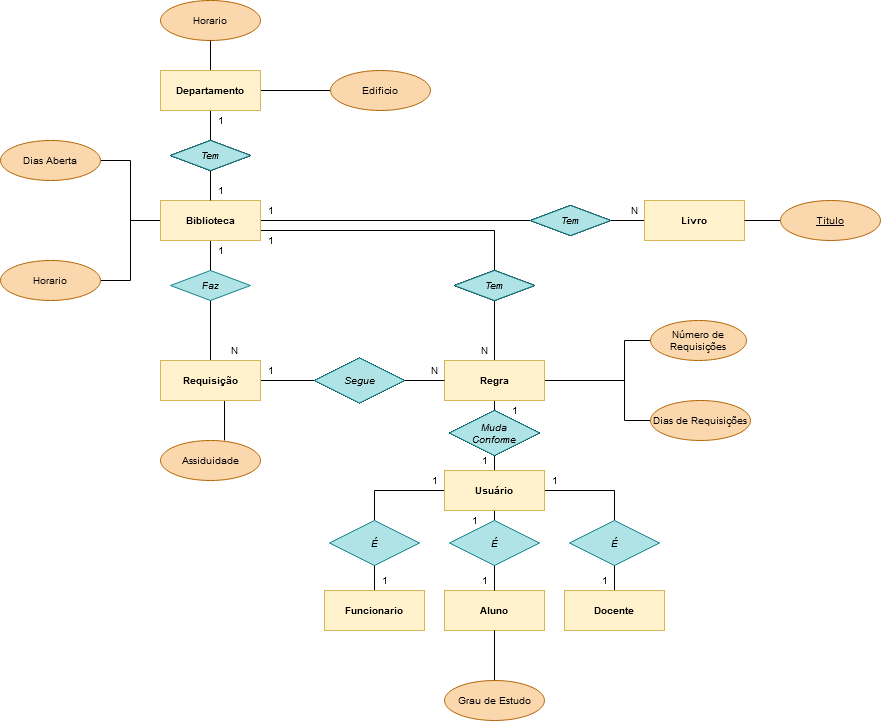 Horario
Departamento
Edificio
1
Tem
Dias Aberta
1
Biblioteca
1
Tem
N
Livro
Titulo
1
1
Horario
Faz
Tem
N
N
Número de
Requisições
Requisição
1
Segue
N
Regra
1
Dias de Requisições
Muda
Conforme
Assiduidade
1
1
Usuário
1
1
É
É
É
1
1
1
Funcionario
Aluno
Docente
Grau de Estudo